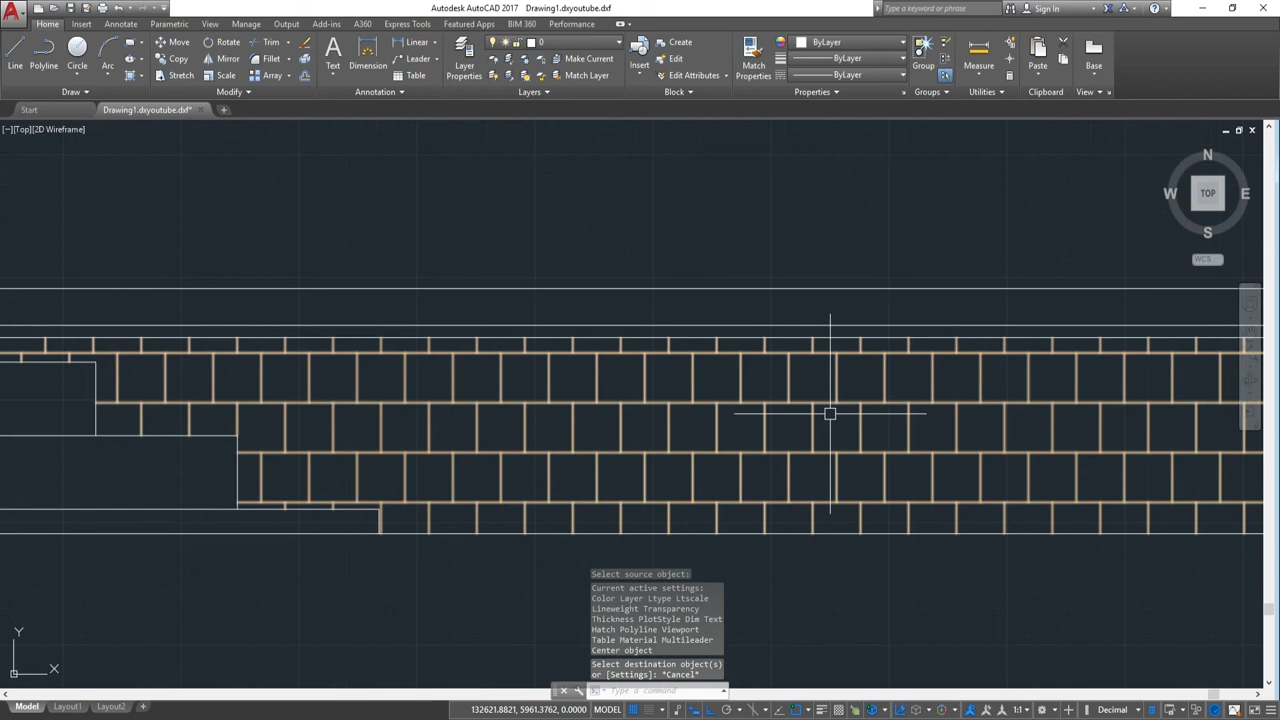 Autodesk AutoCAD 2017 Drawing1.dxyoutube.dxf
Type a keyword or phrase
Sign In
Home Insert Annotate Parametric View Manage Output Add-ins A360 Express Tools Featured Apps BIM 360 Performance
Line Polyline Circle Arc
Move Rotate Trim
Copy Mirror Fillet
Stretch Scale Array
Text Dimension
Linear
Leader
Table
Layer
Properties
0
Make Current
Match Layer
Insert
Create
Edit
Edit Attributes
Match
Properties
ByLayer
ByLayer
ByLayer
Group
Measure
Paste
Base
Draw Modify Annotation Layers Block Properties Groups Utilities Clipboard View
Start Drawing1.dxyoutube.dxf*
[−][Top][2D Wireframe]
N
W TOP E
S
WCS
Select source object:
Current active settings:
Color Layer Ltype Ltscale
Lineweight Transparency
Thickness PlotStyle Dim Text
Hatch Polyline Viewport
Table Material Multileader
Center object
Select destination object(s)
or [Settings]: *Cancel*
Y
X
Type a command
Model Layout1 Layout2
132621.8821, 5961.3762, 0.0000 MODEL 1:1 Decimal